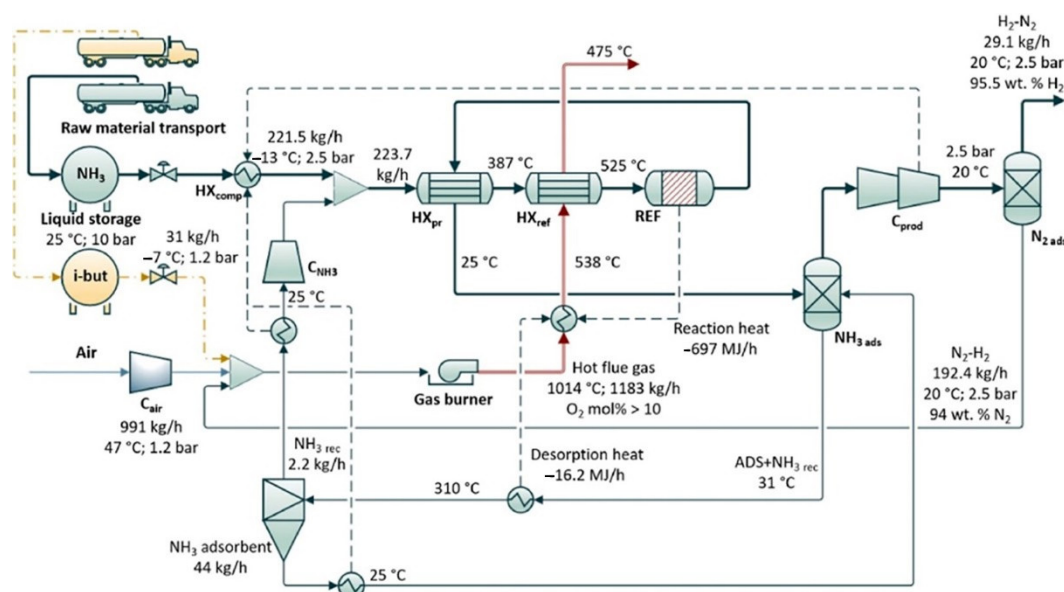 H₂-N₂
29.1 kg/h
20 °C; 2.5 bar
95.5 wt. % H₂
475 °C
Raw material transport
221.5 kg/h
–13 °C; 2.5 bar
223.7
kg/h
387 °C
525 °C
2.5 bar
20 °C
NH₃
HXcomp
HXpr
HXref
REF
Cprod
N₂ ads
Liquid storage
25 °C; 10 bar
31 kg/h
–7 °C; 1.2 bar
i-but
CNH3
25 °C
25 °C
538 °C
NH₃ ads
Reaction heat
–697 MJ/h
Air
Cair
991 kg/h
47 °C; 1.2 bar
Gas burner
Hot flue gas
1014 °C; 1183 kg/h
O₂ mol% > 10
N₂-H₂
192.4 kg/h
20 °C; 2.5 bar
94 wt. % N₂
NH₃ rec
2.2 kg/h
Desorption heat
–16.2 MJ/h
ADS+NH₃ rec
31 °C
310 °C
NH₃ adsorbent
44 kg/h
25 °C